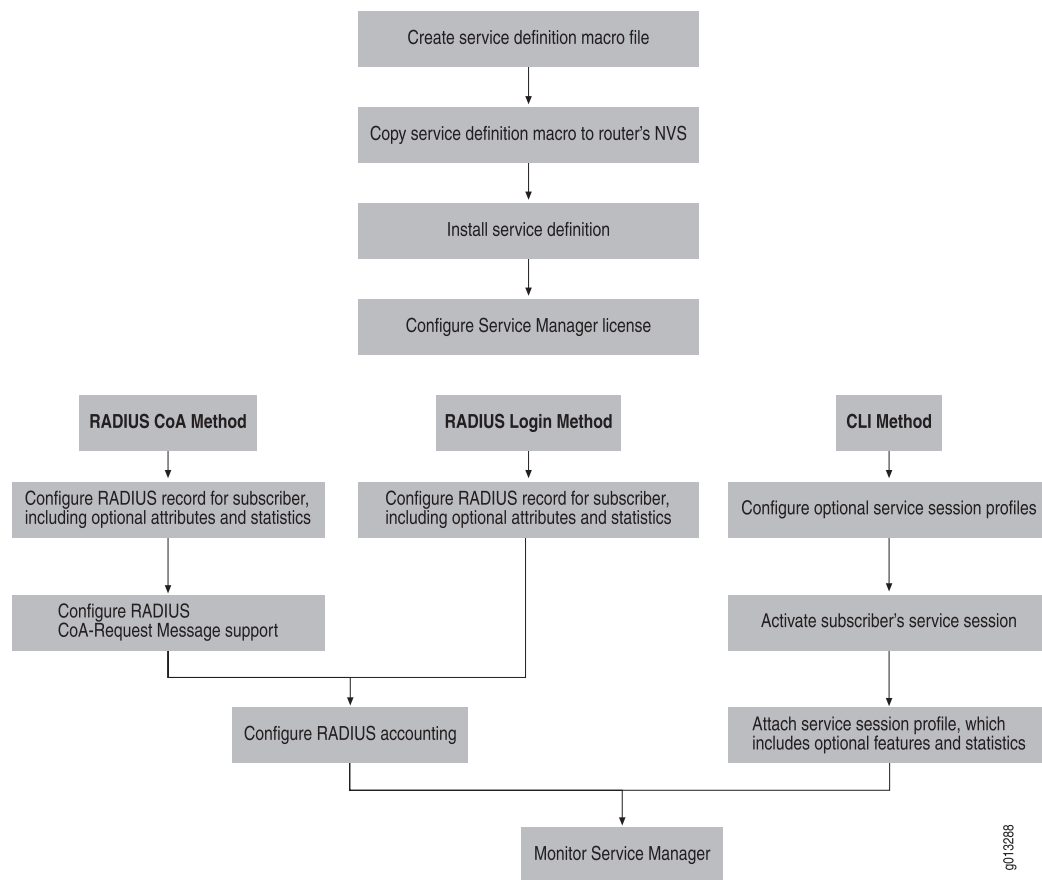 Create service definition macro file
Copy service definition macro to router's NVS
Install service definition
Configure Service Manager license
RADIUS CoA Method
RADIUS Login Method
CLI Method
Configure RADIUS record for subscriber,
including optional attributes and statistics
Configure RADIUS record for subscriber,
including optional attributes and statistics
Configure optional service session profiles
Configure RADIUS
CoA-Request Message support
Activate subscriber's service session
Configure RADIUS accounting
Attach service session profile, which
includes optional features and statistics
Monitor Service Manager
g013288